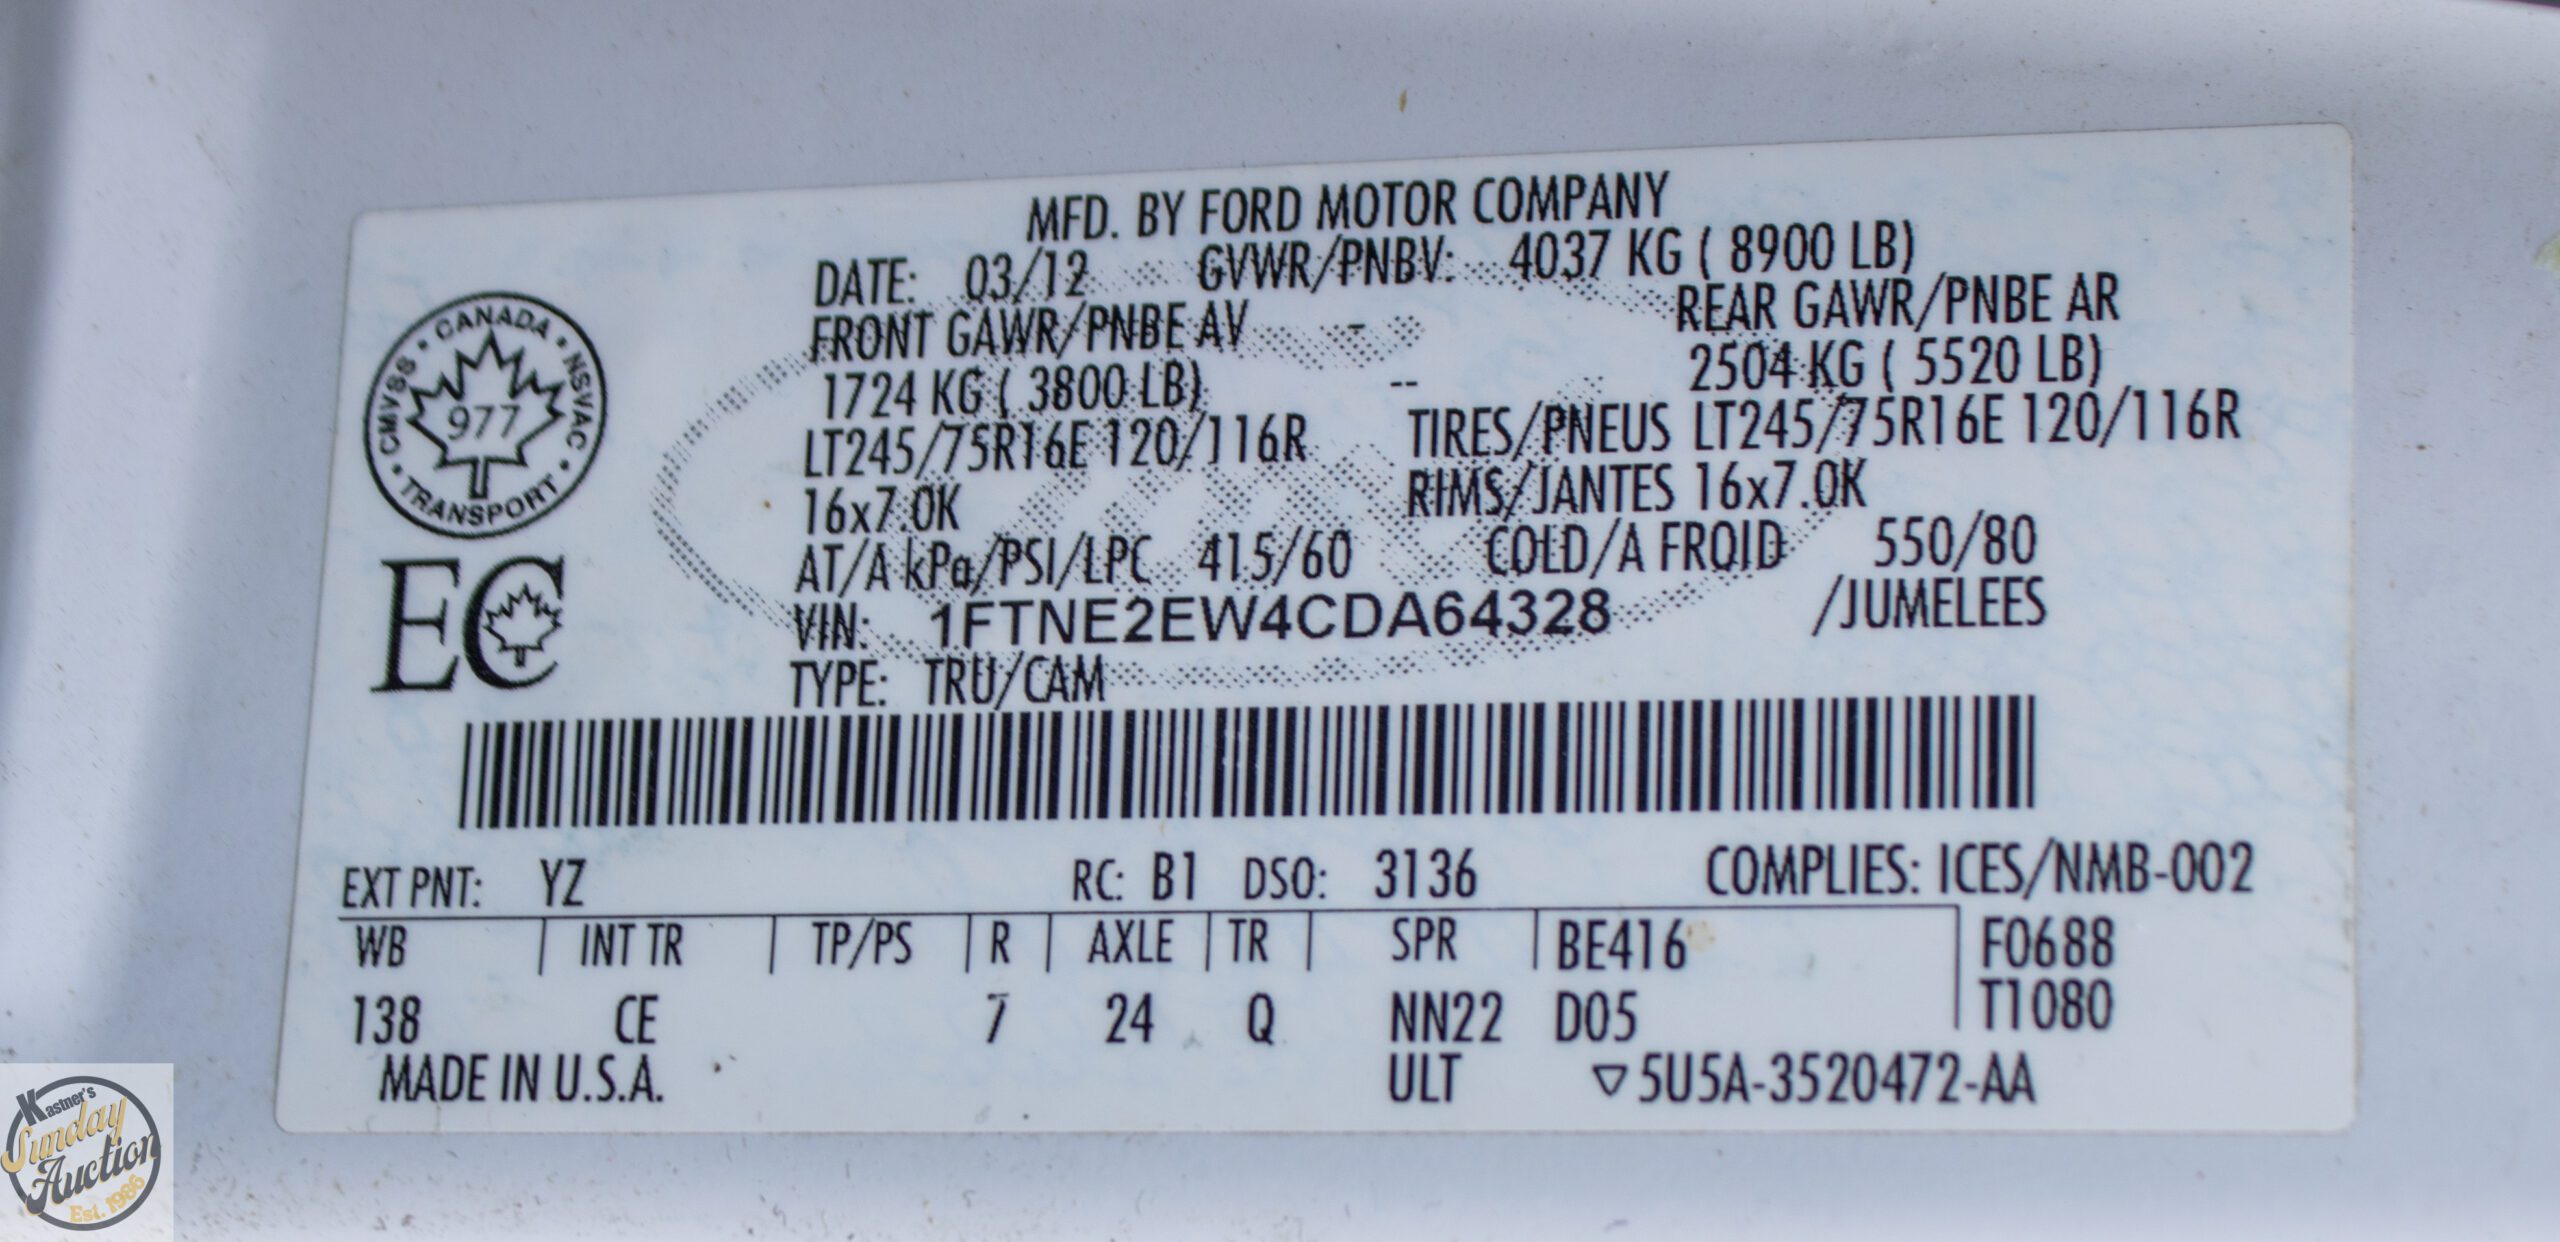 MFD. BY FORD MOTOR COMPANY
DATE: 03/12 GVWR/PNBV: 4037 KG ( 8900 LB)
FRONT GAWR/PNBE AV - REAR GAWR/PNBE AR
1724 KG ( 3800 LB) -- 2504 KG ( 5520 LB)
LT245/75R16E 120/116R TIRES/PNEUS LT245/75R16E 120/116R
16x7.0K RIMS/JANTES 16x7.0K
AT/A kPa/PSI/LPC 415/60 COLD/A FROID 550/80
VIN: 1FTNE2EW4CDA64328 /JUMELEES
TYPE: TRU/CAM
CMVSS • CANADA • NSVAC • TRANSPORT
977
EC
EXT PNT: YZ RC: B1 DSO: 3136 COMPLIES: ICES/NMB-002
WB | INT TR | TP/PS | R | AXLE | TR | SPR | BE416 F0688
138 CE 7 24 Q NN22 D05 T1080
MADE IN U.S.A. ULT ▽5U5A-3520472-AA
Kastner's
Sunday
Auction
Est. 1986